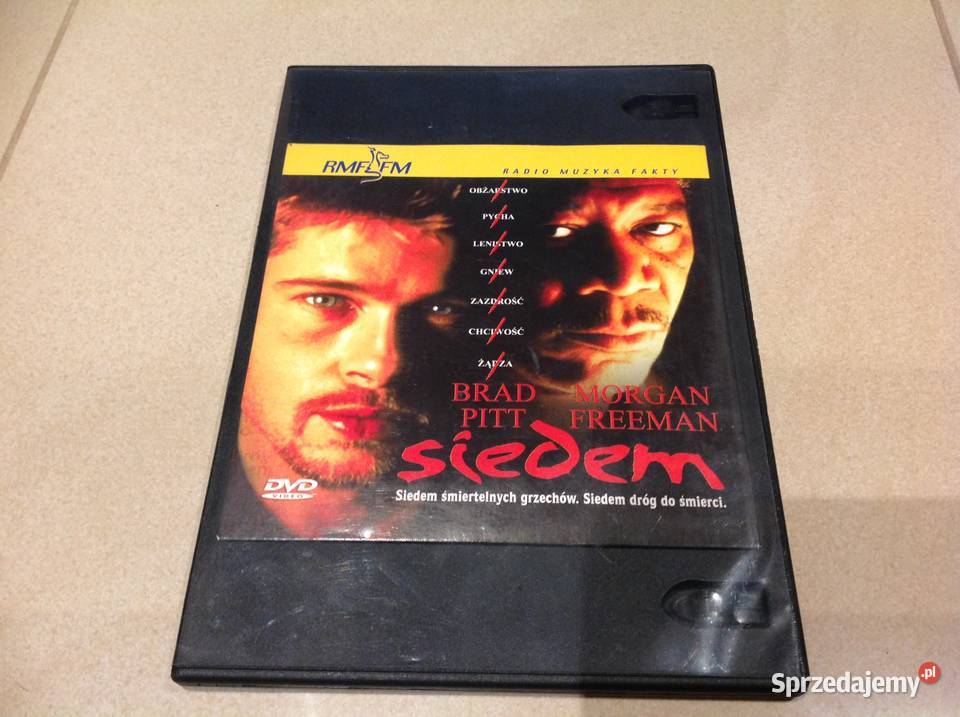 RMF FM
RADIO MUZYKA FAKTY
OBŻARSTWO
PYCHA
LENISTWO
GNIEW
ZAZDROŚĆ
CHCIWOŚĆ
ŻĄDZA
BRAD PITT
MORGAN FREEMAN
siedem
Siedem śmiertelnych grzechów. Siedem dróg do śmierci.
DVD
VIDEO
Sprzedajemy.pl